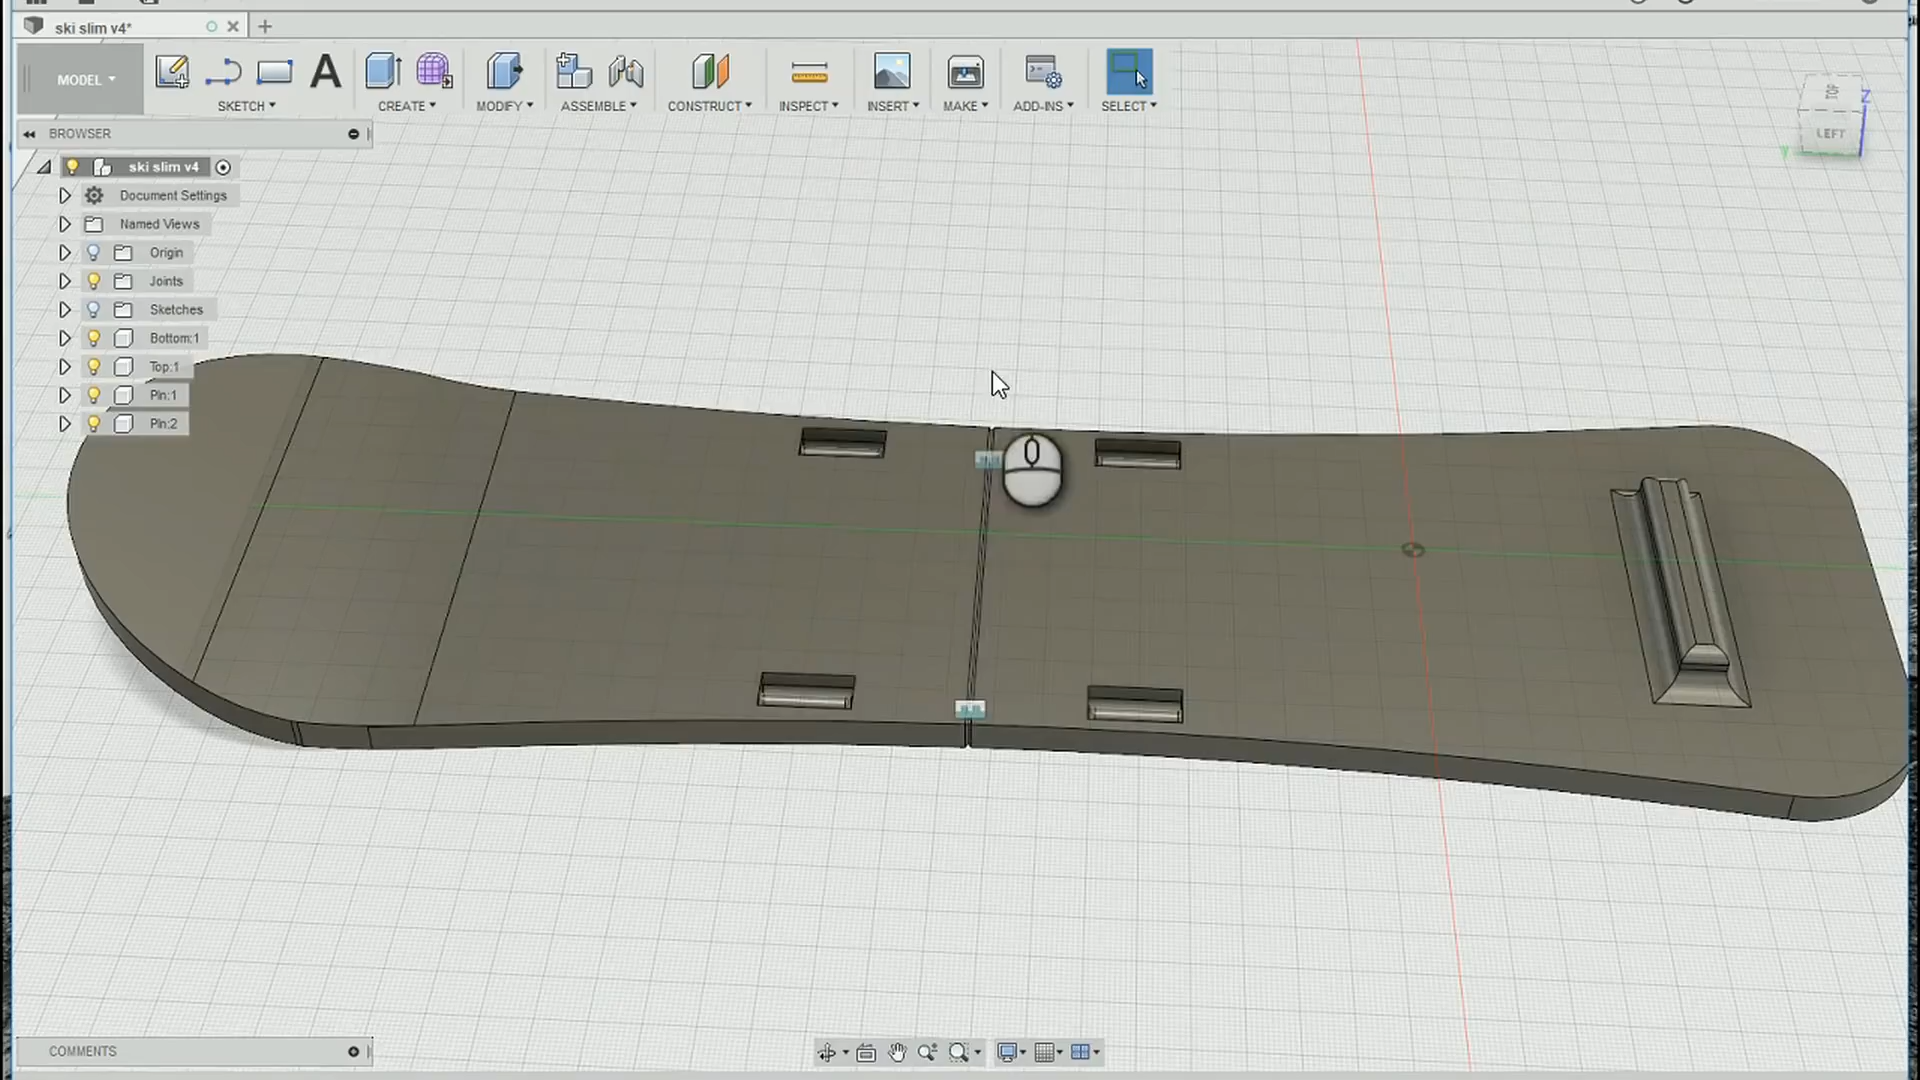 ski slim v4*
MODEL
SKETCH
CREATE
MODIFY
ASSEMBLE
CONSTRUCT
INSPECT
INSERT
MAKE
ADD-INS
SELECT
TOP
LEFT
Z
Y
BROWSER
ski slim v4
Document Settings
Named Views
Origin
Joints
Sketches
Bottom:1
Top:1
Pin:1
Pin:2
COMMENTS